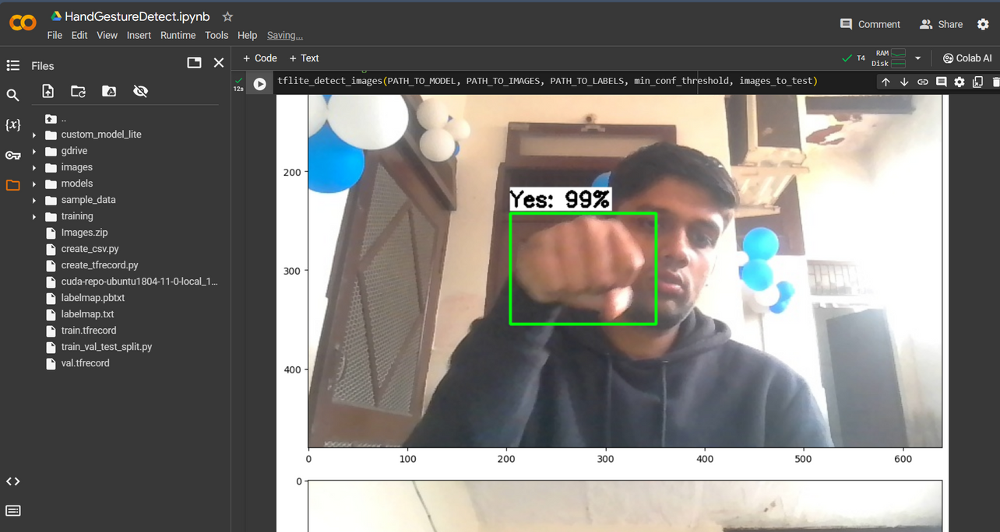 HandGestureDetect.ipynb
File Edit View Insert Runtime Tools Help Saving...
Comment Share
Files
+ Code + Text
T4 RAM Disk Colab AI
12s
tflite_detect_images(PATH_TO_MODEL, PATH_TO_IMAGES, PATH_TO_LABELS, min_conf_threshold, images_to_test)
{x}
..
custom_model_lite
gdrive
images
models
sample_data
training
Images.zip
create_csv.py
create_tfrecord.py
cuda-repo-ubuntu1804-11-0-local_1...
labelmap.pbtxt
labelmap.txt
train.tfrecord
train_val_test_split.py
val.tfrecord
Yes: 99%
200
300
400
0 100 200 300 400 500 600
0